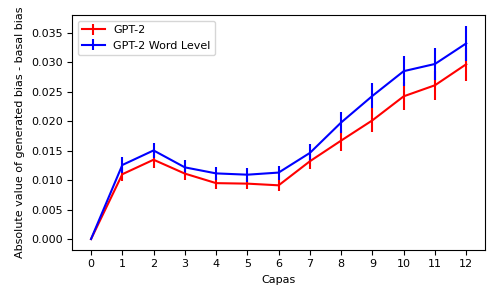 GPT-2
GPT-2 Word Level
Absolute value of generated bias - basal bias
0.035
0.030
0.025
0.020
0.015
0.010
0.005
0.000
0 1 2 3 4 5 6 7 8 9 10 11 12
Capas